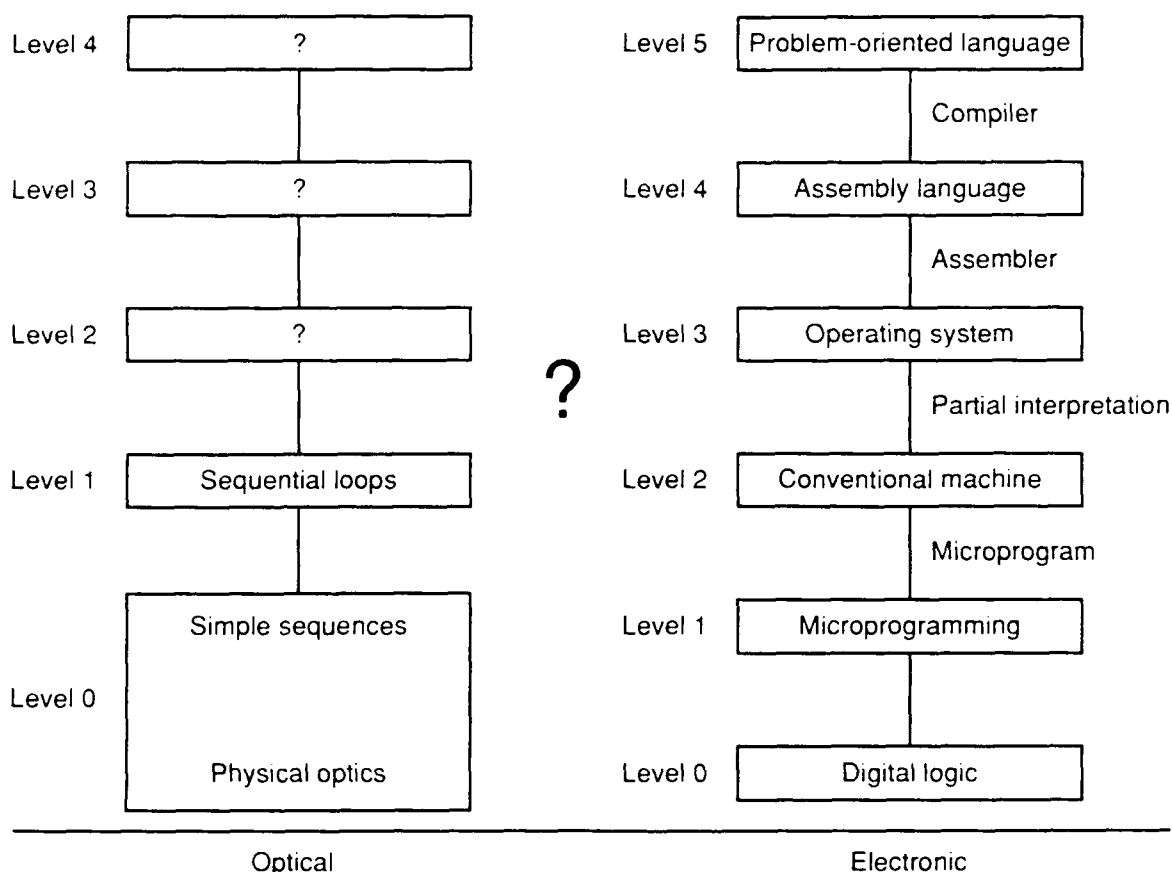 Level 4
?
Level 3
?
Level 2
?
Level 1
Sequential loops
Level 0
Simple sequences
Physical optics
Optical
?
Level 5
Problem-oriented language
Compiler
Level 4
Assembly language
Assembler
Level 3
Operating system
Partial interpretation
Level 2
Conventional machine
Microprogram
Level 1
Microprogramming
Level 0
Digital logic
Electronic